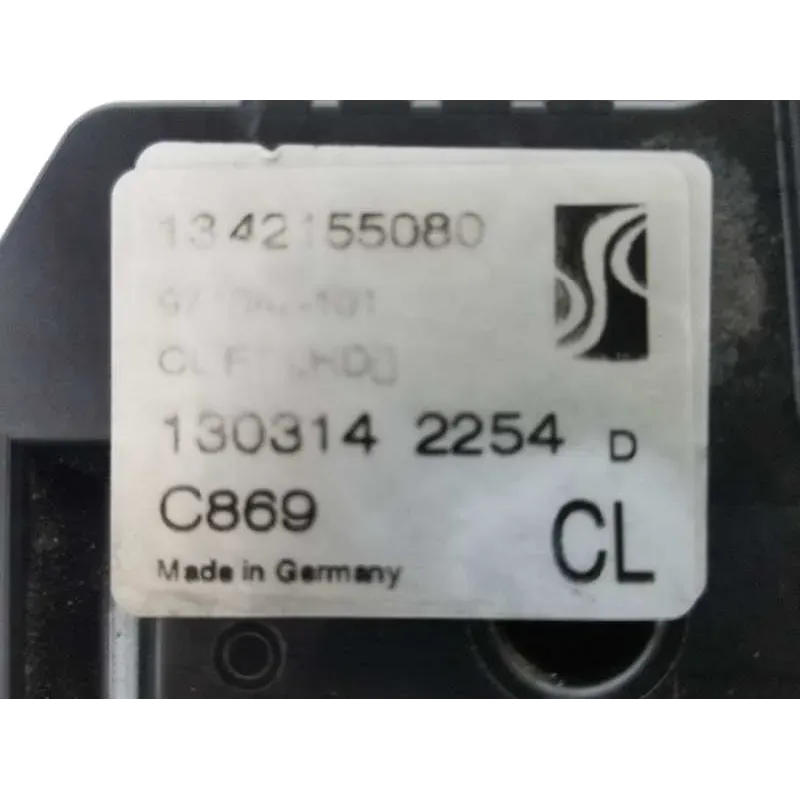 1342155080
130314 2254 D
C869
CL
Made in Germany